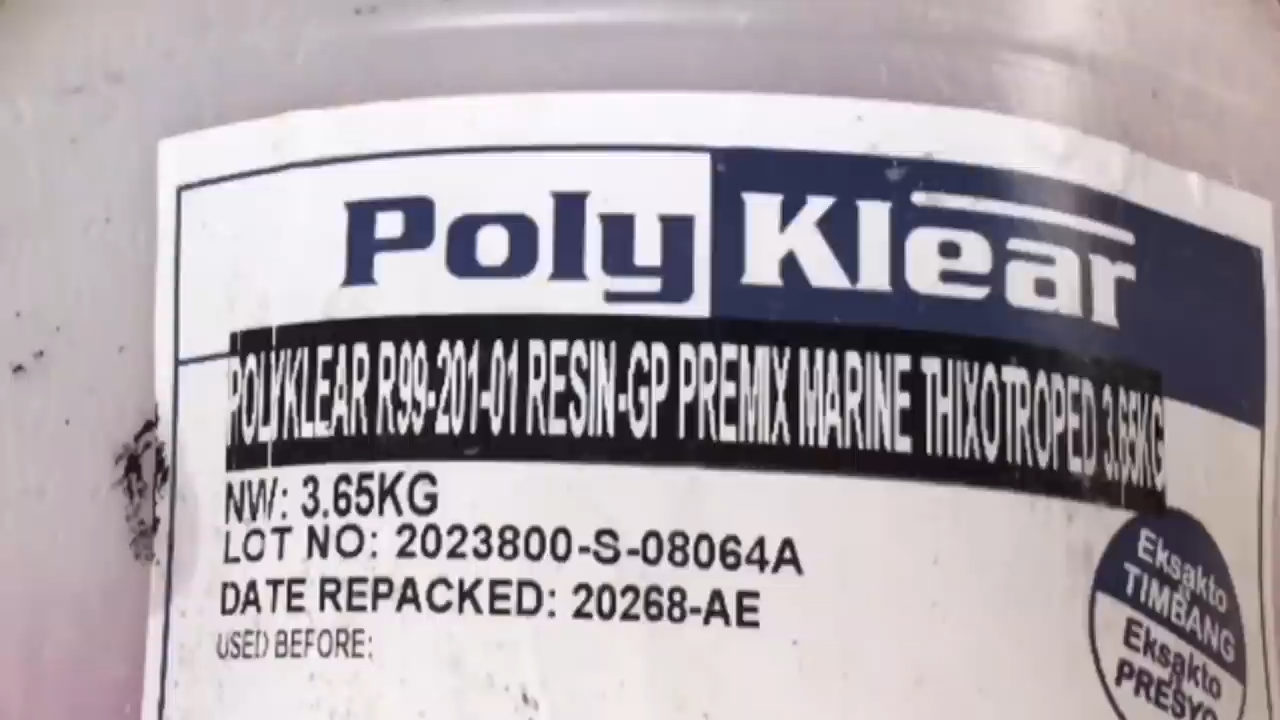 Poly Klear
POLYKLEAR R99-201-01 RESIN-GP PREMIX MARINE THIXOTROPED 3.65KG
NW: 3.65KG
LOT NO: 2023800-S-08064A
DATE REPACKED: 20268-AE
USED BEFORE:
Eksakto
TIMBANG
Eksakto
PRESYO